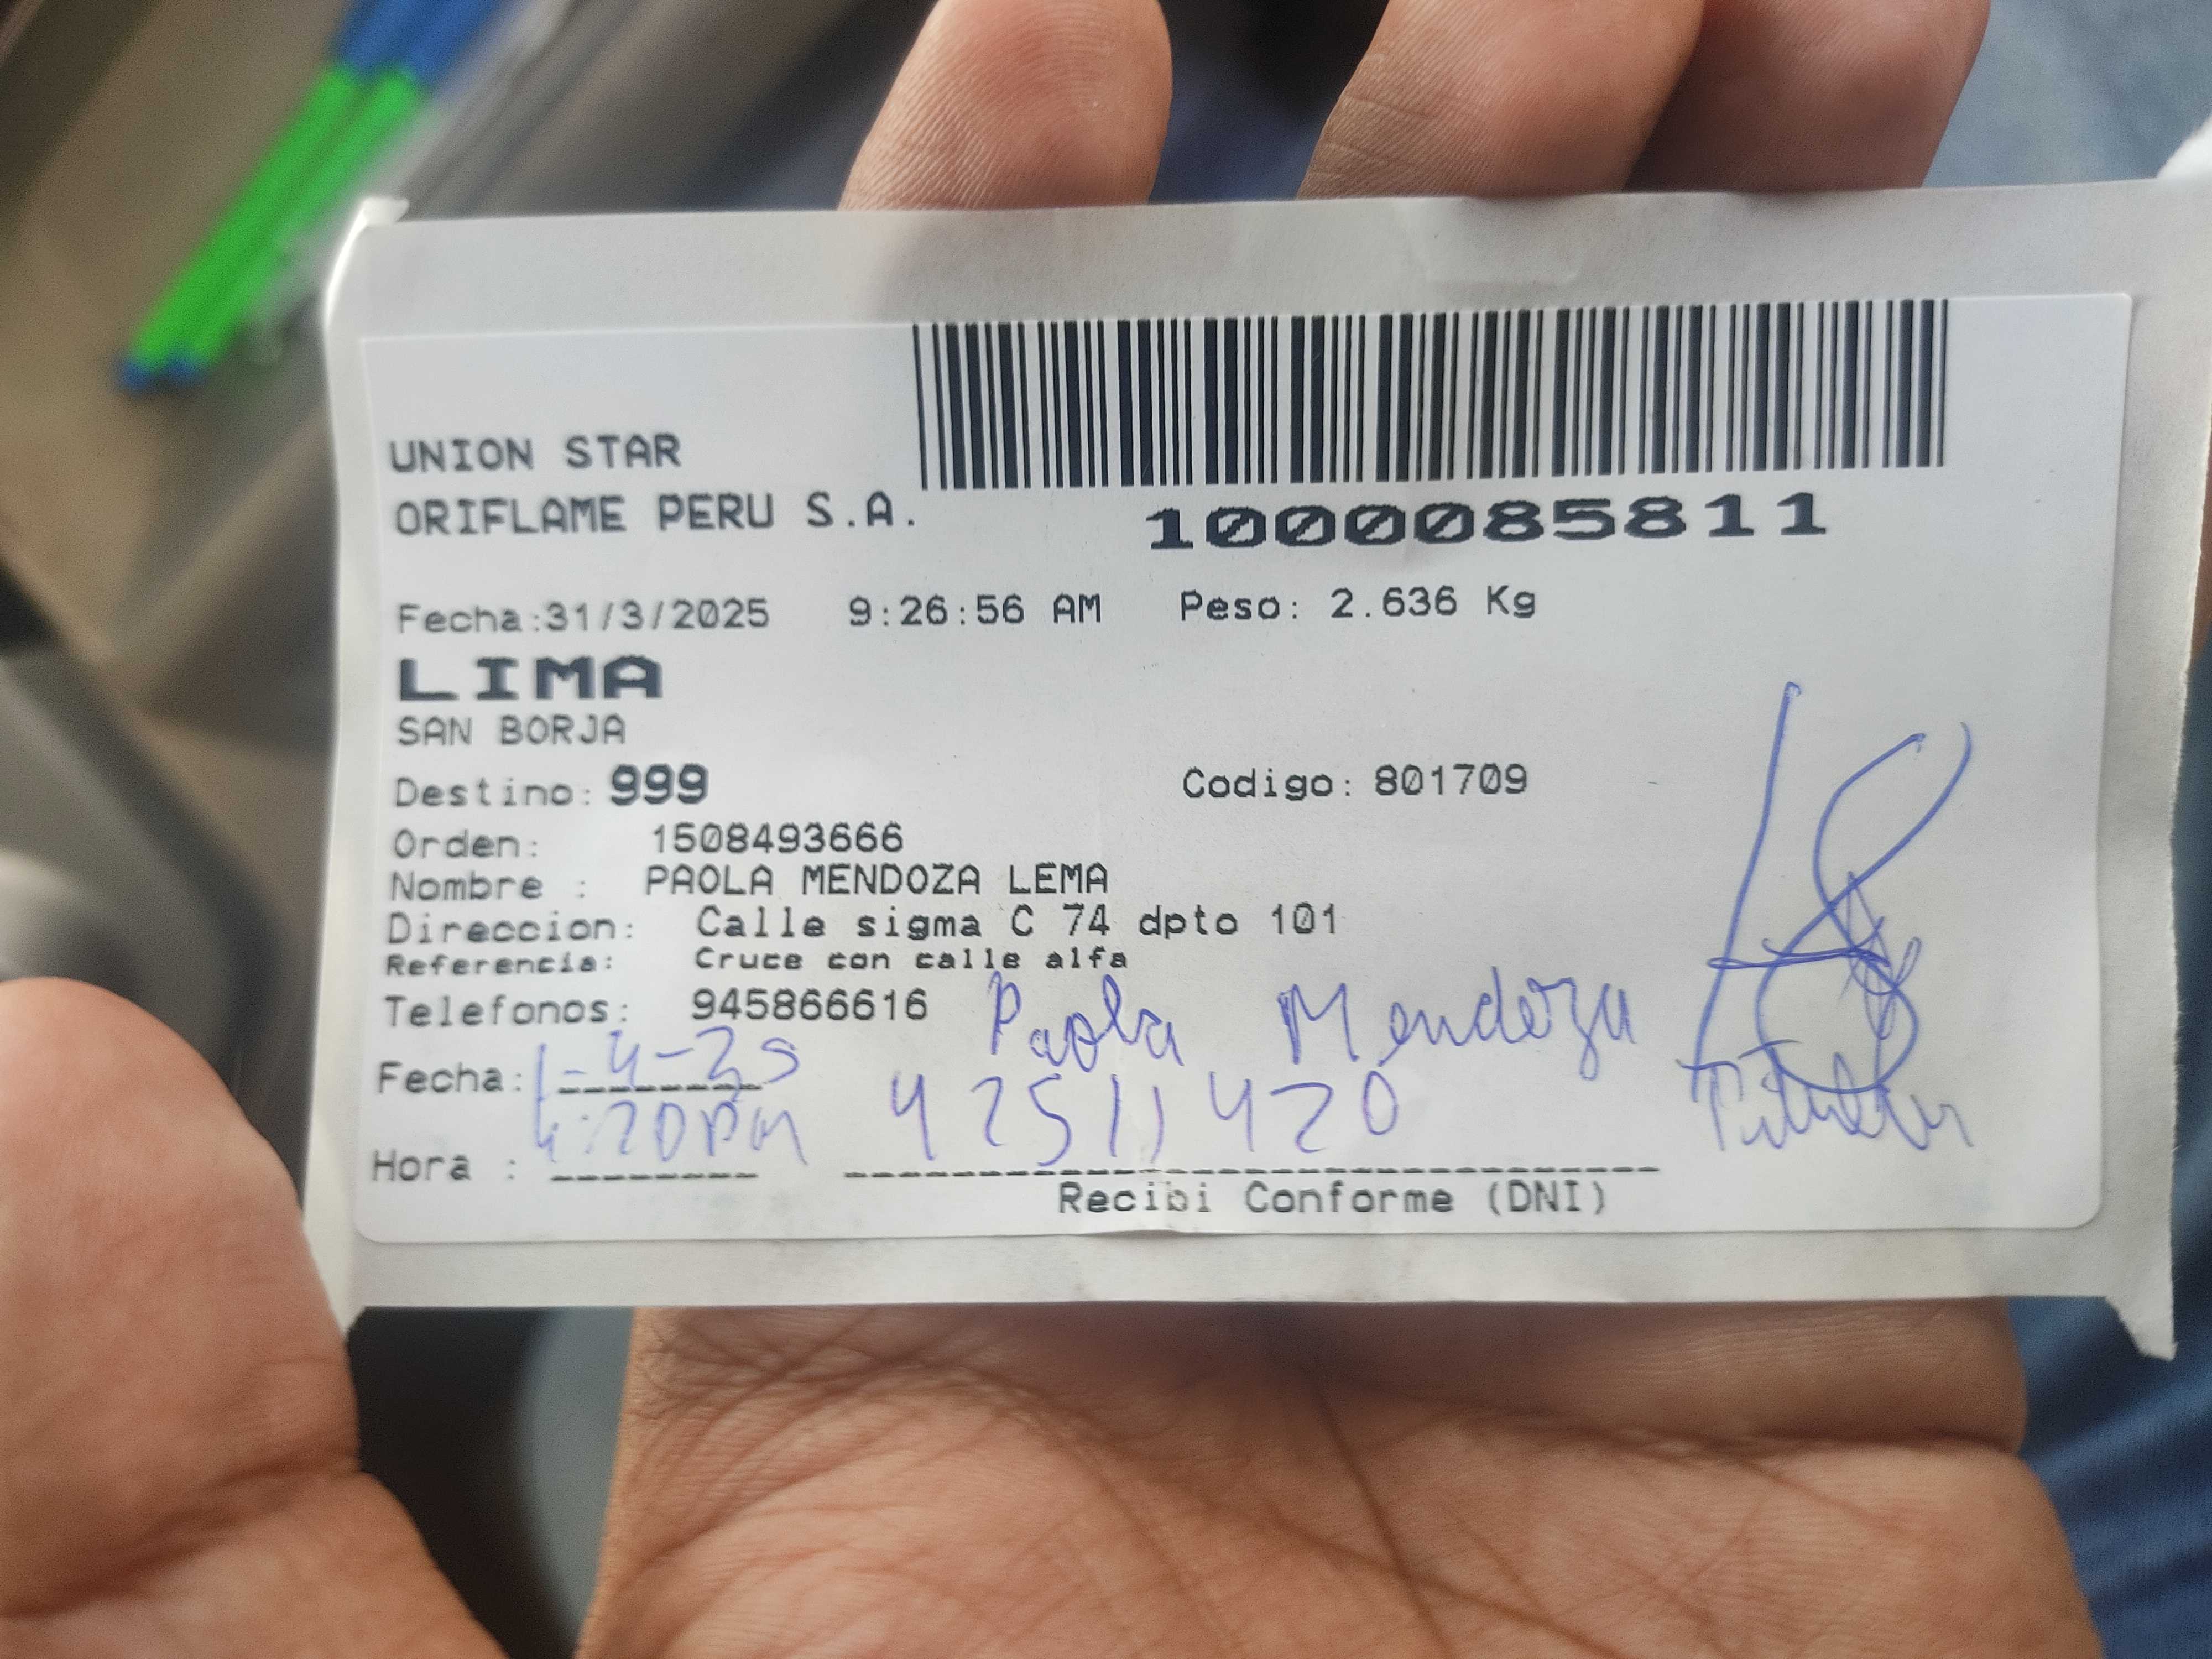 UNION STAR
ORIFLAME PERU S.A.
1000085811
Fecha:31/3/2025 9:26:56 AM Peso: 2.636 Kg
LIMA
SAN BORJA
Destino: 999 Codigo: 801709
Orden: 1508493666
Nombre : PAOLA MENDOZA LEMA
Direccion: Calle sigma C 74 dpto 101
Referencia: Cruce con calle alfa
Telefonos: 945866616 Paola Mendoza
Fecha: 1-4-25
Hora : 4:20pm 42511420
Recibi Conforme (DNI)